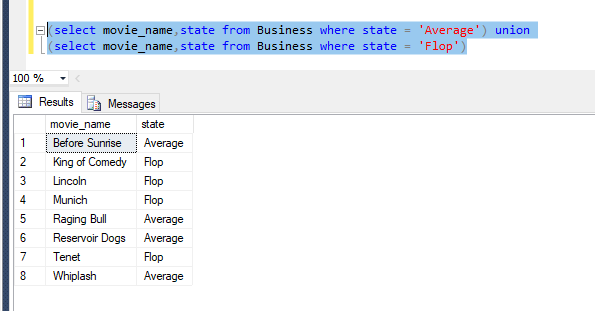 (select movie_name,state from Business where state = 'Average') union
(select movie_name,state from Business where state = 'Flop')
100 %
Results Messages
movie_name state
1 Before Sunrise Average
2 King of Comedy Flop
3 Lincoln Flop
4 Munich Flop
5 Raging Bull Average
6 Reservoir Dogs Average
7 Tenet Flop
8 Whiplash Average